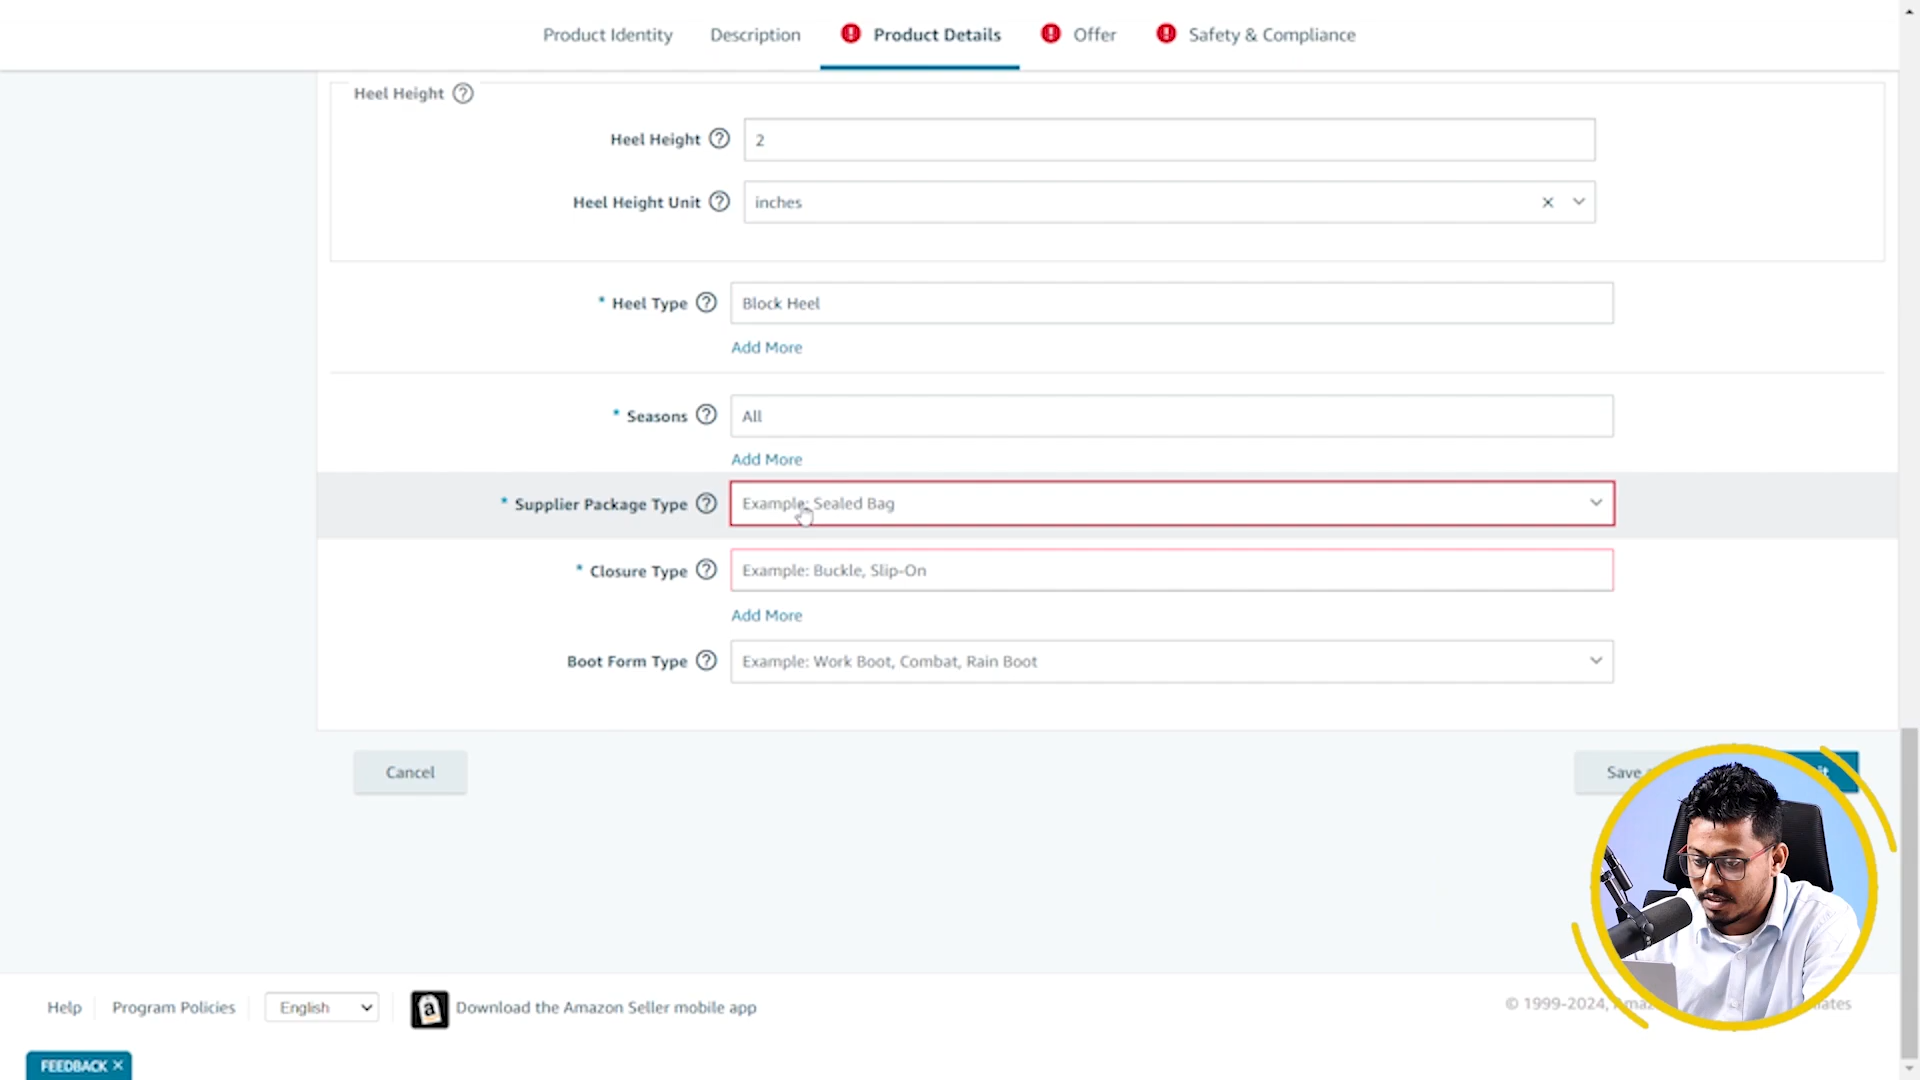 Product Identity Description Product Details Offer Safety & Compliance
Heel Height
Heel Height 2
Heel Height Unit inches
* Heel Type Block Heel
Add More
* Seasons All
Add More
* Supplier Package Type Example: Sealed Bag
* Closure Type Example: Buckle, Slip-On
Add More
Boot Form Type Example: Work Boot, Combat, Rain Boot
Cancel Save
Help Program Policies English Download the Amazon Seller mobile app © 1999-2024,
FEEDBACK